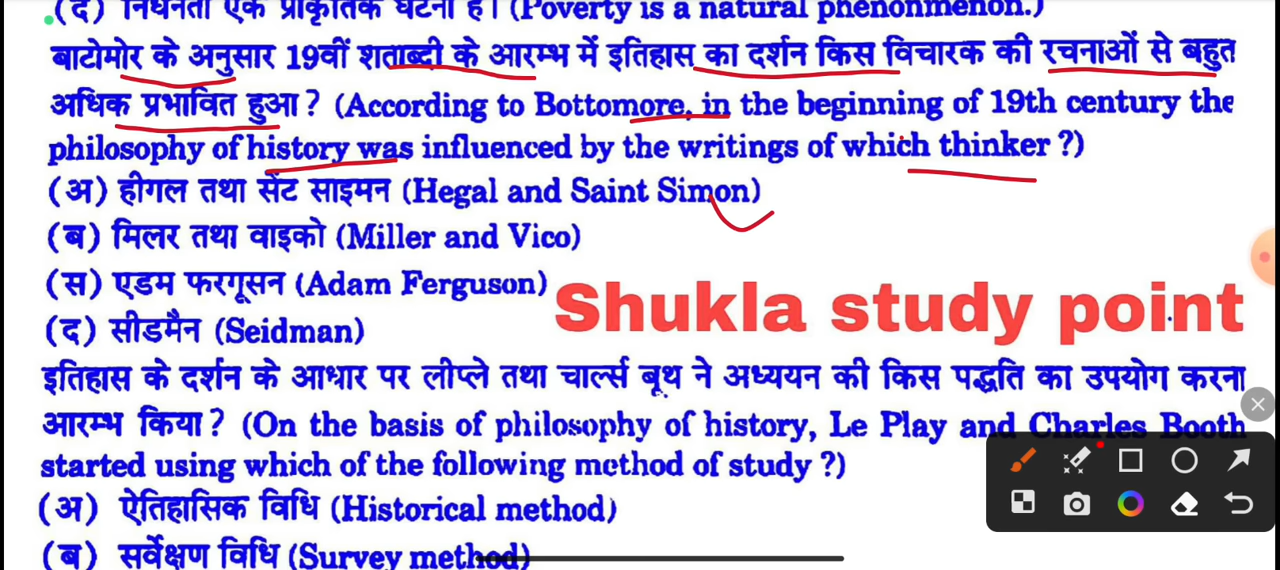 (द) निर्धनता एक प्राकृतिक घटना है। (Poverty is a natural phenonmenon.)
बाटोमोर के अनुसार 19वीं शताब्दी के आरम्भ में इतिहास का दर्शन किस विचारक की रचनाओं से बहुत
अधिक प्रभावित हुआ? (According to Bottomore, in the beginning of 19th century the
philosophy of history was influenced by the writings of which thinker ?)
(अ) हीगल तथा सेंट साइमन (Hegal and Saint Simon)
(ब) मिलर तथा वाइको (Miller and Vico)
(स) एडम फरगूसन (Adam Ferguson)
Shukla study point
(द) सीडमैन (Seidman)
इतिहास के दर्शन के आधार पर लीप्ले तथा चार्ल्स बूथ ने अध्ययन की किस पद्धति का उपयोग करना
आरम्भ किया? (On the basis of philosophy of history, Le Play and Charles Booth
started using which of the following method of study ?)
(अ) ऐतिहासिक विधि (Historical method)
(ब) सर्वेक्षण विधि (Survey method)